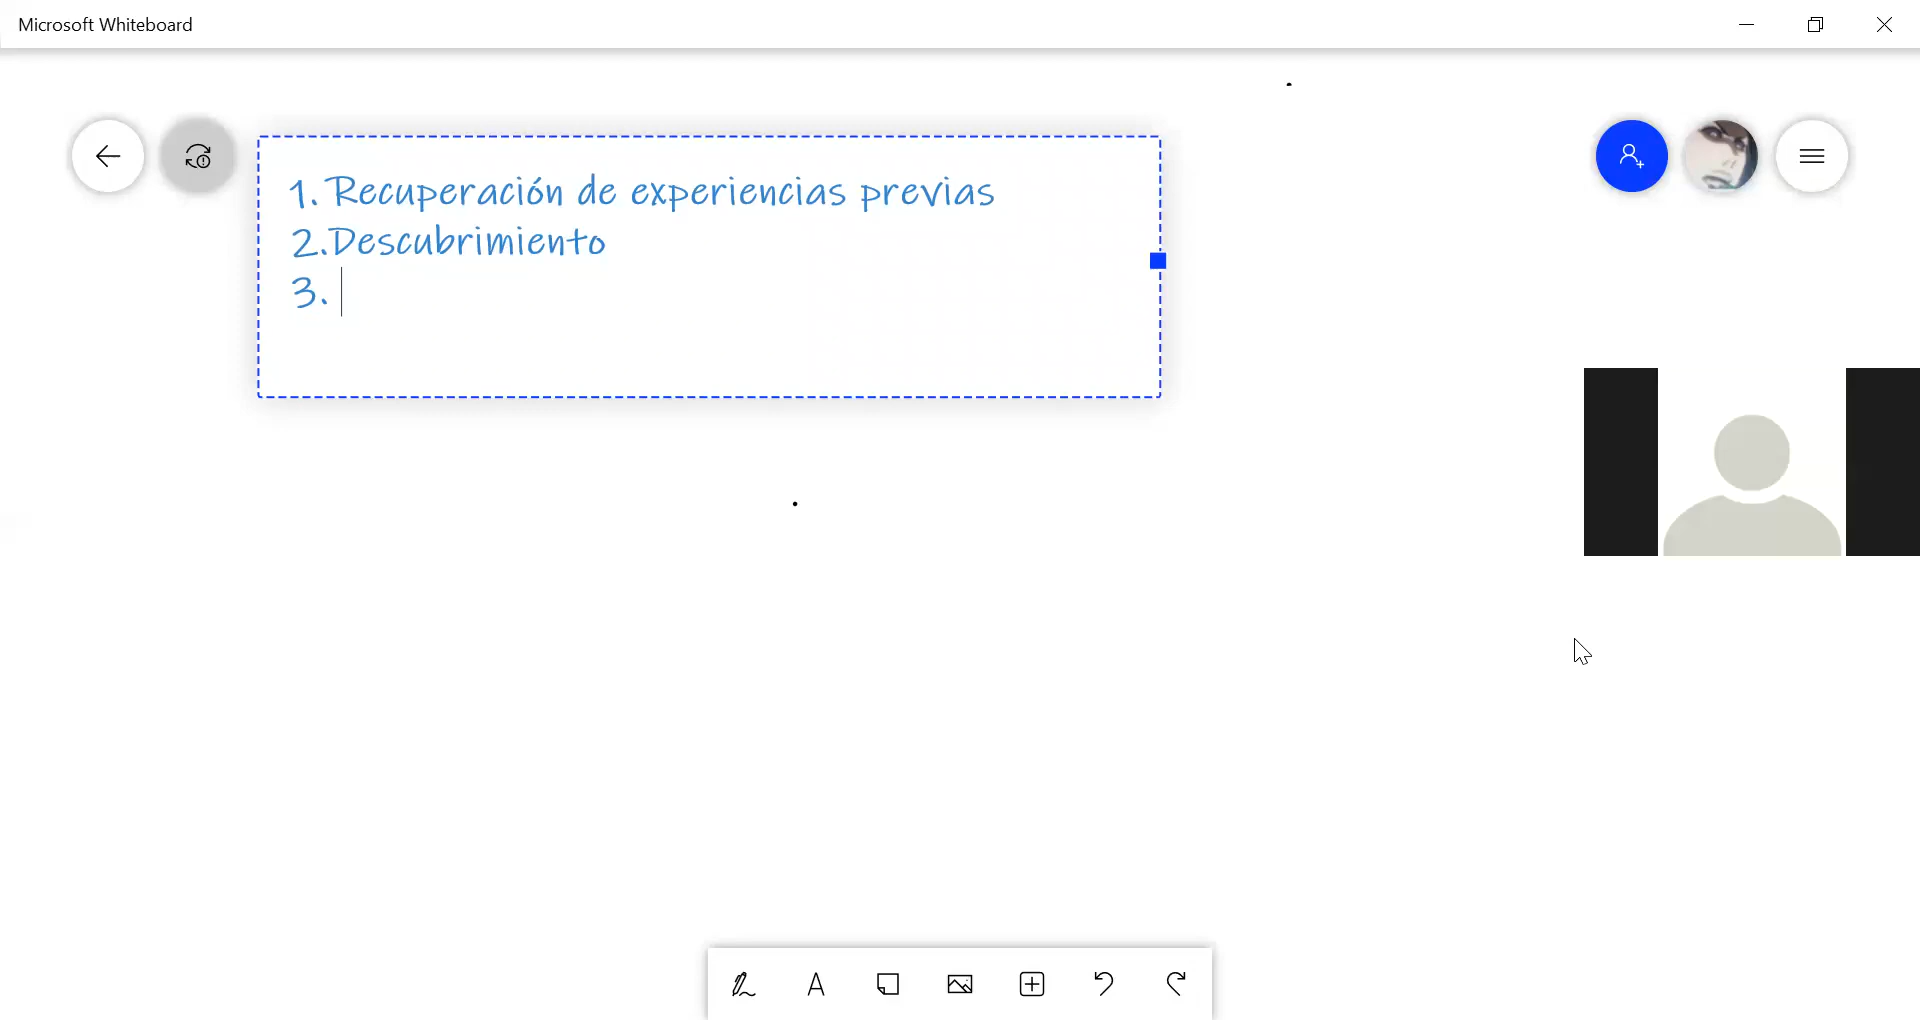 Microsoft Whiteboard
1. Recuperación de experiencias previas
2.Descubrimiento
3.